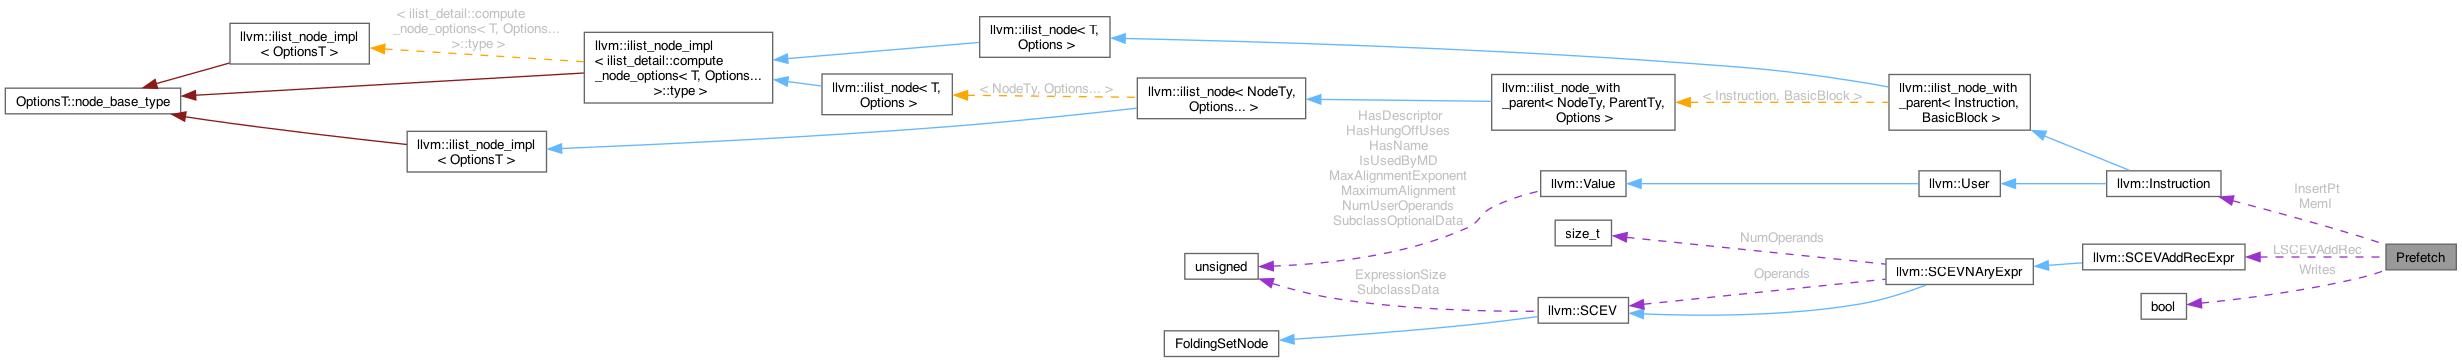 < ilist_detail::compute
_node_options< T, Options...
>::type >
llvm::ilist_node_impl
< OptionsT >
OptionsT::node_base_type
llvm::ilist_node_impl
< ilist_detail::compute
_node_options< T, Options...
>::type >
llvm::ilist_node_impl
< OptionsT >
llvm::ilist_node< T,
Options >
llvm::ilist_node< T,
Options >
< NodeTy, Options... >
llvm::ilist_node< NodeTy,
Options... >
llvm::ilist_node_with
_parent< NodeTy, ParentTy,
Options >
< Instruction, BasicBlock >
llvm::ilist_node_with
_parent< Instruction,
BasicBlock >
HasDescriptor
HasHungOffUses
HasName
IsUsedByMD
MaxAlignmentExponent
MaximumAlignment
NumUserOperands
SubclassOptionalData
llvm::Value
llvm::User
llvm::Instruction
InsertPt
MemI
size_t
NumOperands
unsigned
ExpressionSize
SubclassData
Operands
llvm::SCEVNAryExpr
llvm::SCEVAddRecExpr
LSCEVAddRec
Writes
Prefetch
llvm::SCEV
bool
FoldingSetNode